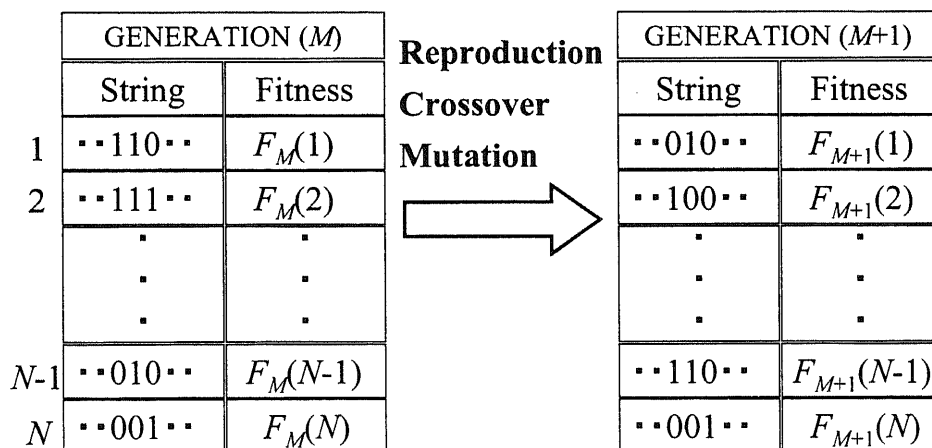 GENERATION (M) Reproduction Crossover Mutation GENERATION (M+1)
String Fitness String Fitness
1 ··110·· F_M(1) ··010·· F_{M+1}(1)
2 ··111·· F_M(2) ··100·· F_{M+1}(2)
· · · ·
· · · ·
· · · ·
N-1 ··010·· F_M(N-1) ··110·· F_{M+1}(N-1)
N ··001·· F_M(N) ··001·· F_{M+1}(N)